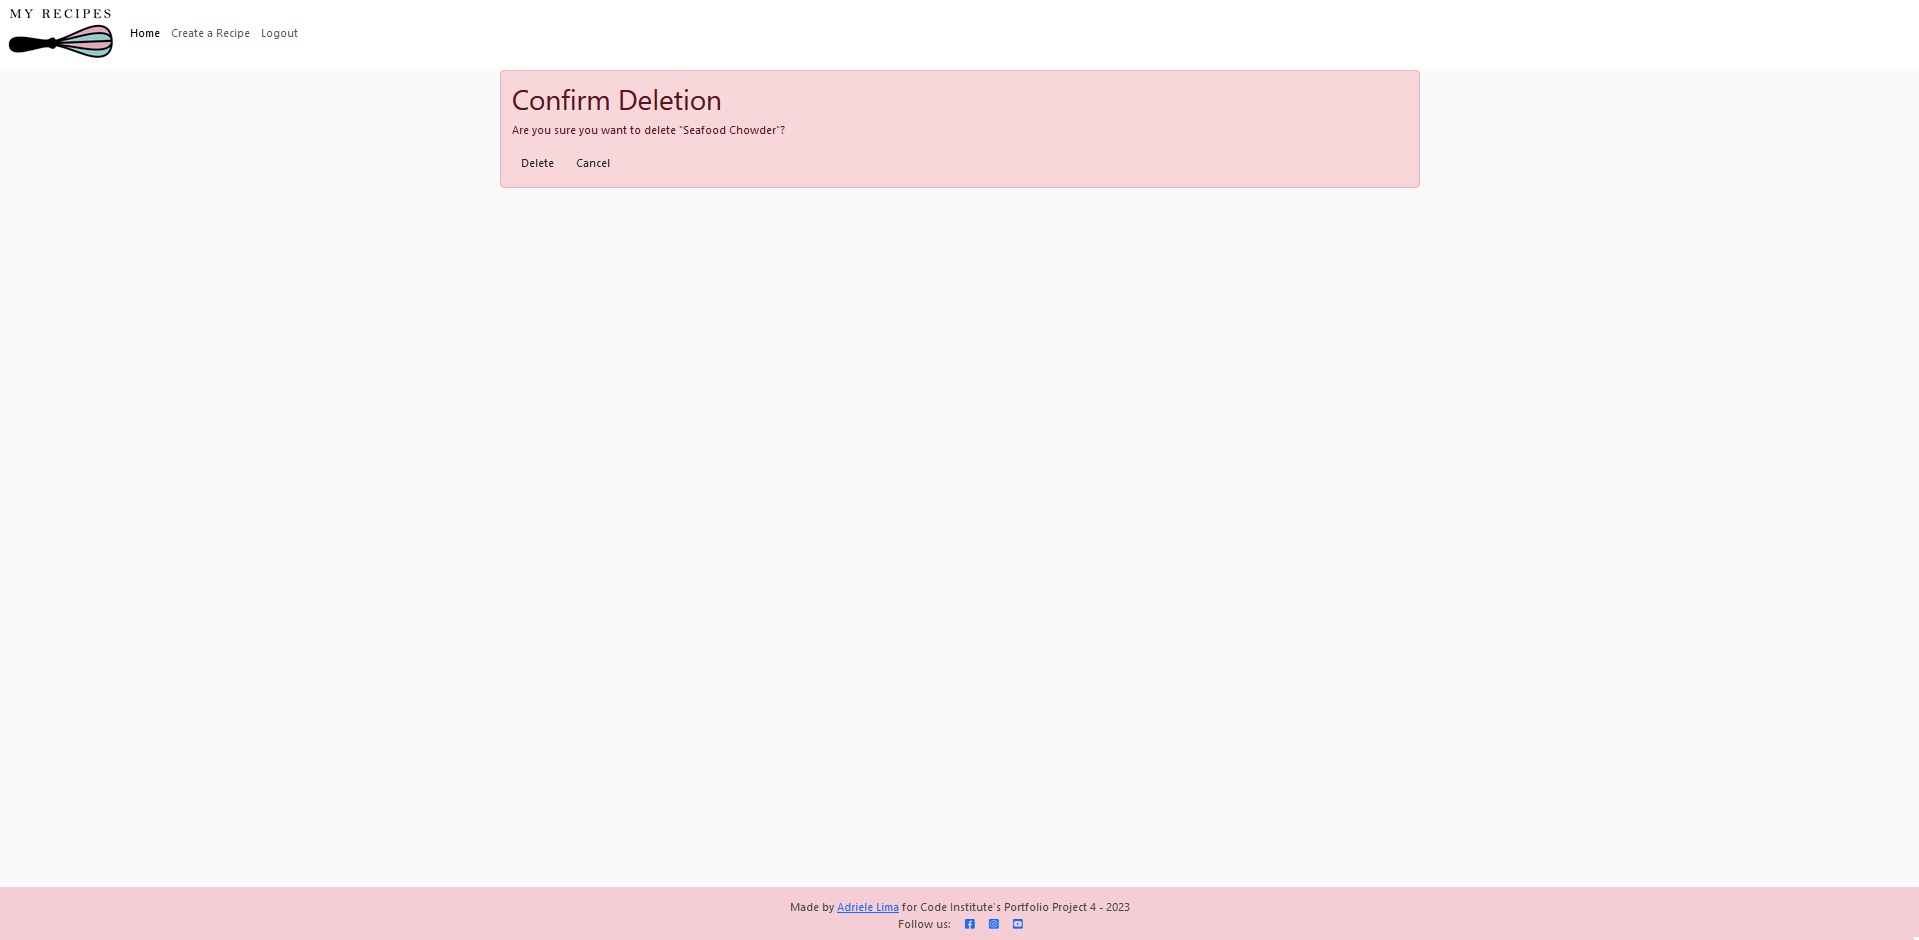 MY RECIPES
Home Create a Recipe Logout
Confirm Deletion
Are you sure you want to delete "Seafood Chowder"?
Delete Cancel
Made by Adriele Lima for Code Institute's Portfolio Project 4 - 2023
Follow us: